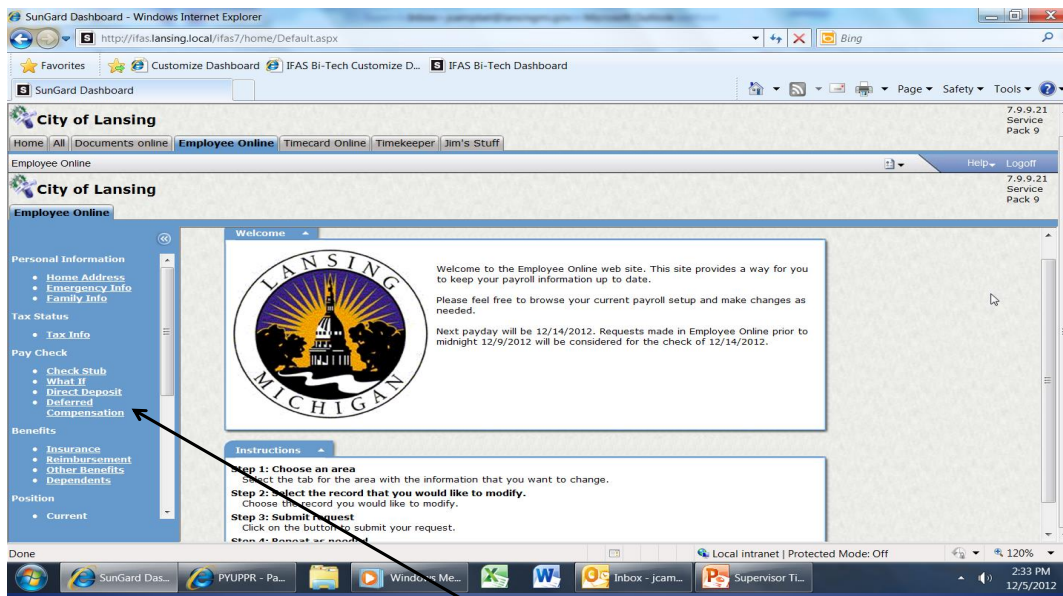 SunGard Dashboard - Windows Internet Explorer
http://ifas.lansing.local/ifas7/home/Default.aspx
Bing
Favorites Customize Dashboard IFAS Bi-Tech Customize D... IFAS Bi-Tech Dashboard
SunGard Dashboard
Page Safety Tools
City of Lansing
7.9.9.21
Service
Pack 9
Home All Documents online Employee Online Timecard Online Timekeeper Jim's Stuff
Employee Online
Help Logoff
City of Lansing
7.9.9.21
Service
Pack 9
Employee Online
Personal Information
Home Address
Emergency Info
Family Info
Tax Status
Tax Info
Pay Check
Check Stub
What If
Direct Deposit
Deferred
Compensation
Benefits
Insurance
Reimbursement
Other Benefits
Dependents
Position
Current
Welcome
LANSING
MICHIGAN
Welcome to the Employee Online web site. This site provides a way for you
to keep your payroll information up to date.
Please feel free to browse your current payroll setup and make changes as
needed.
Next payday will be 12/14/2012. Requests made in Employee Online prior to
midnight 12/9/2012 will be considered for the check of 12/14/2012.
Instructions
Step 1: Choose an area
Select the tab for the area with the information that you want to change.
Step 2: Select the record that you would like to modify.
Choose the record you would like to modify.
Step 3: Submit request
Click on the button to submit your request.
Step 4: Repeat as needed
Done
Local intranet | Protected Mode: Off
120%
SunGard Das... PYUPPR - Pa... Windows Me... Inbox - jcam... Supervisor Ti...
2:33 PM
12/5/2012